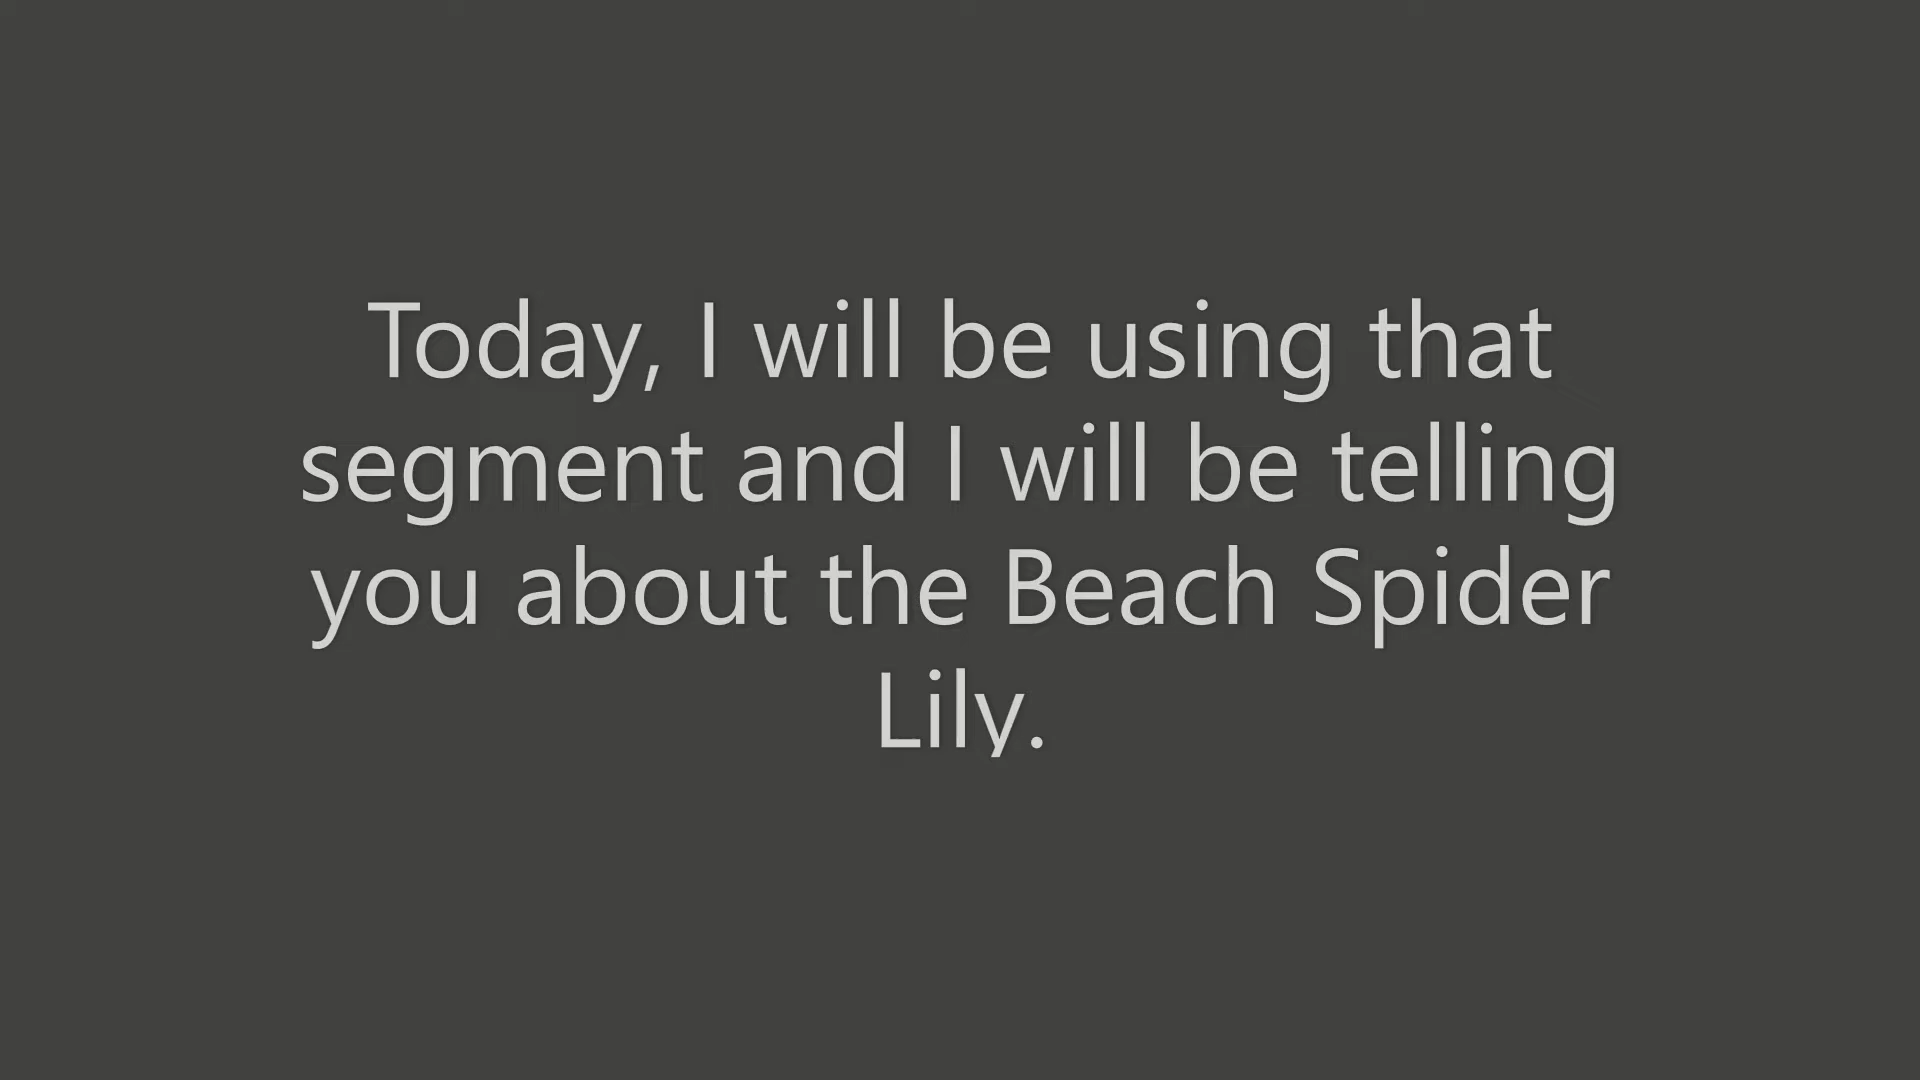 Today, I will be using that
segment and I will be telling
you about the Beach Spider
Lily.